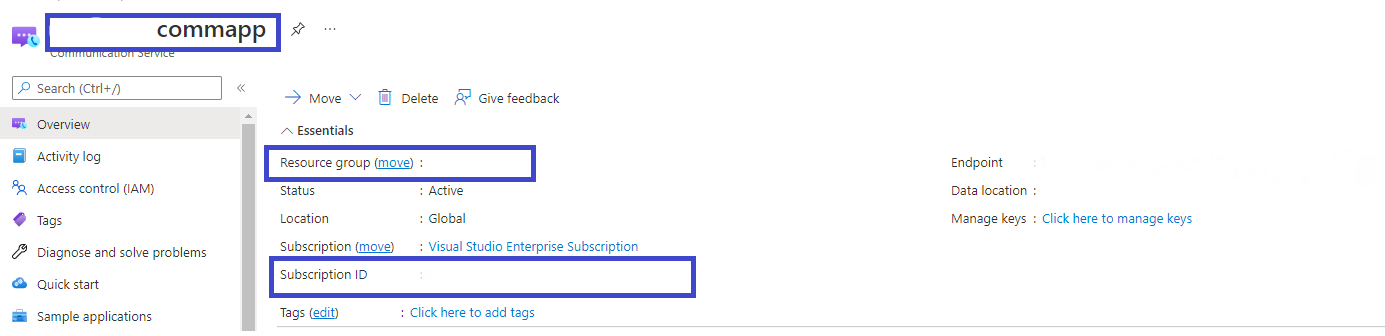 commapp
...
Communication Service
Search (Ctrl+/)
«
Move Delete Give feedback
Essentials
Overview
Activity log
Access control (IAM)
Tags
Diagnose and solve problems
Quick start
Sample applications
Resource group (move) :
Status : Active
Location : Global
Subscription (move) : Visual Studio Enterprise Subscription
Subscription ID :
Tags (edit) : Click here to add tags
Endpoint :
Data location :
Manage keys : Click here to manage keys